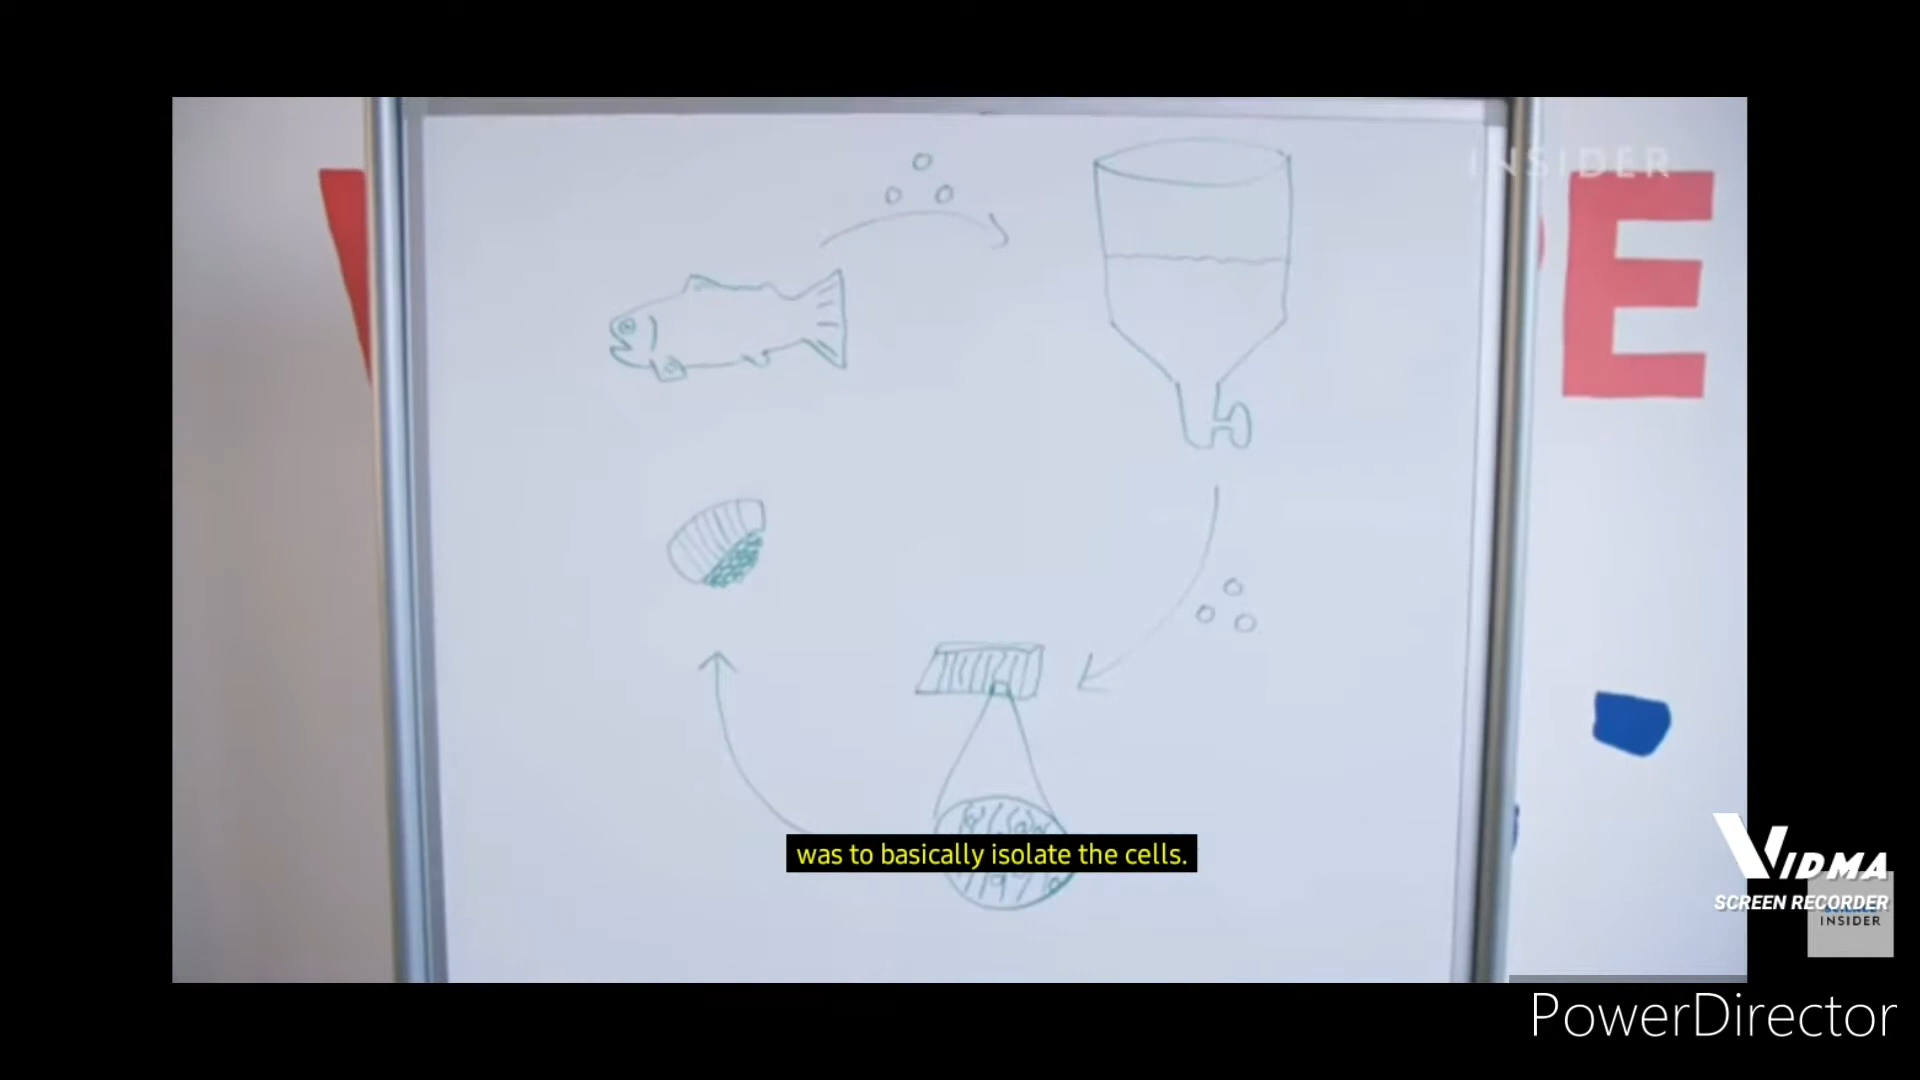 INSIDER
E
was to basically isolate the cells.
VIDMA
SCREEN RECORDER
INSIDER
PowerDirector